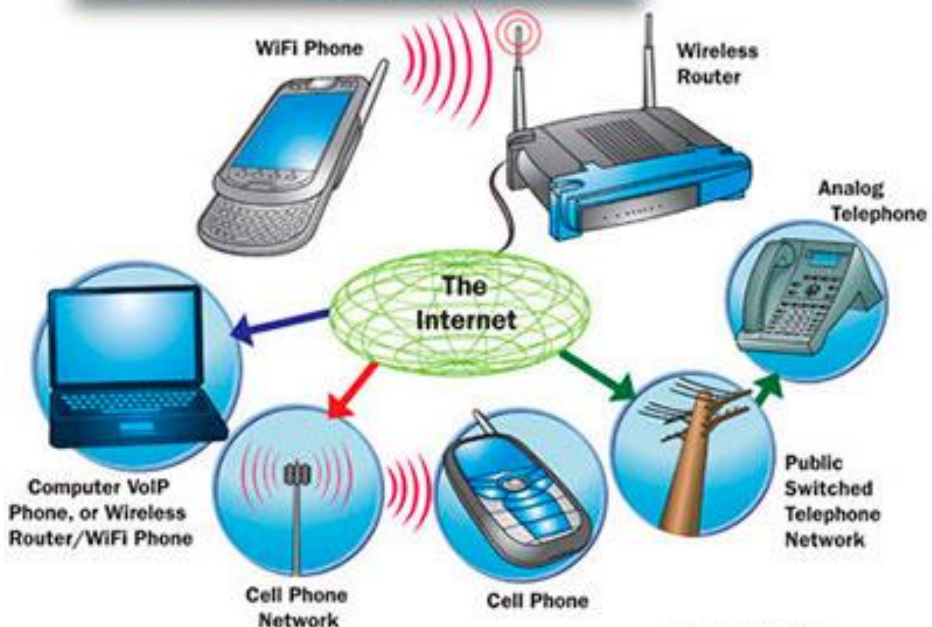 WiFi Phone
Wireless
Router
Analog
Telephone
The
Internet
Computer VoIP
Phone, or Wireless
Router/WiFi Phone
Public
Switched
Telephone
Network
Cell Phone
Network
Cell Phone